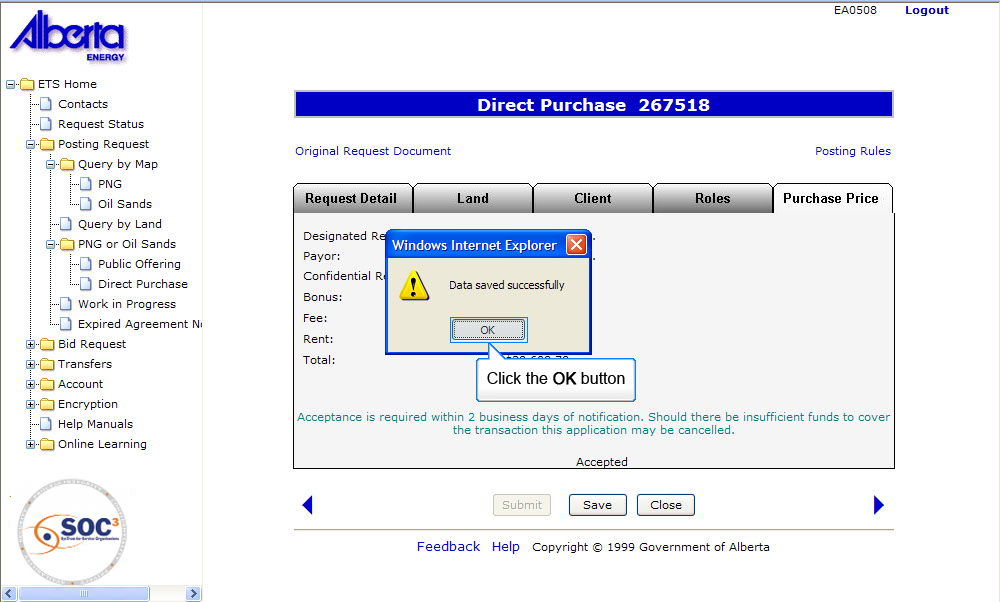 EA0508 Logout
Alberta
ENERGY
ETS Home
Contacts
Request Status
Posting Request
Query by Map
PNG
Oil Sands
Query by Land
PNG or Oil Sands
Public Offering
Direct Purchase
Work in Progress
Expired Agreement No
Bid Request
Transfers
Account
Encryption
Help Manuals
Online Learning
SOC3
Direct Purchase 267518
Original Request Document Posting Rules
Request Detail Land Client Roles Purchase Price
Designated Re
Payor:
Confidential Re
Bonus:
Fee:
Rent:
Total:
Windows Internet Explorer
Data saved successfully
OK
Click the OK button
Acceptance is required within 2 business days of notification. Should there be insufficient funds to cover
the transaction this application may be cancelled.
Accepted
Submit Save Close
Feedback Help Copyright © 1999 Government of Alberta